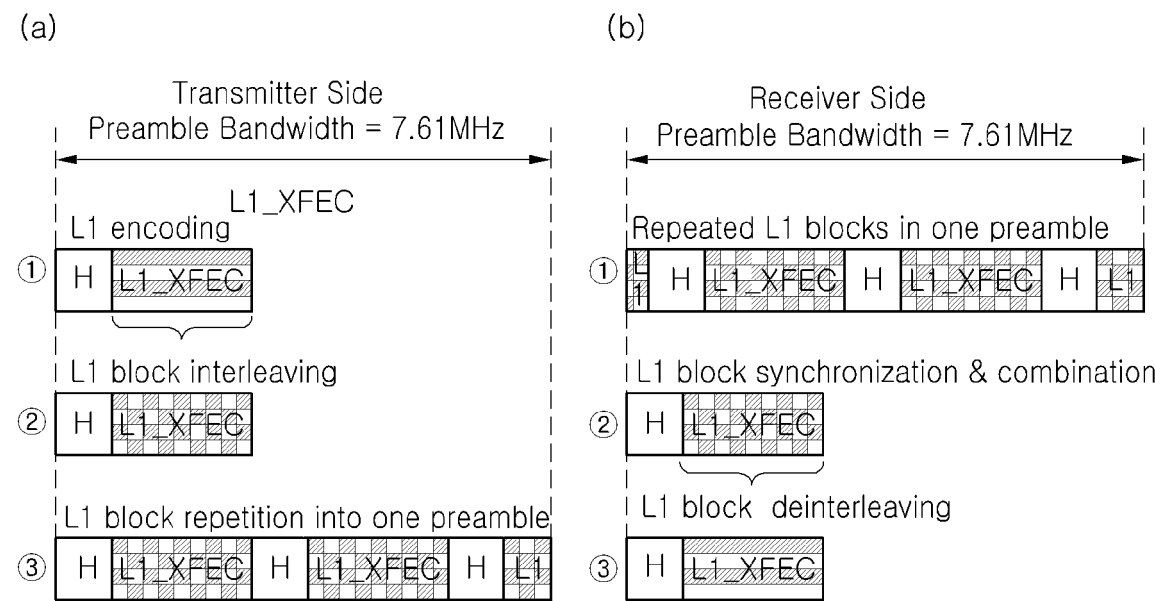 (a)
Transmitter Side
Preamble Bandwidth = 7.61MHz
L1_XFEC
L1 encoding
① H L1_XFEC
L1 block interleaving
② H L1_XFEC
L1 block repetition into one preamble
③ H L1_XFEC H L1_XFEC H L1
(b)
Receiver Side
Preamble Bandwidth = 7.61MHz
Repeated L1 blocks in one preamble
① L1 H L1_XFEC H L1_XFEC H L1
L1 block synchronization & combination
② H L1_XFEC
L1 block deinterleaving
③ H L1_XFEC